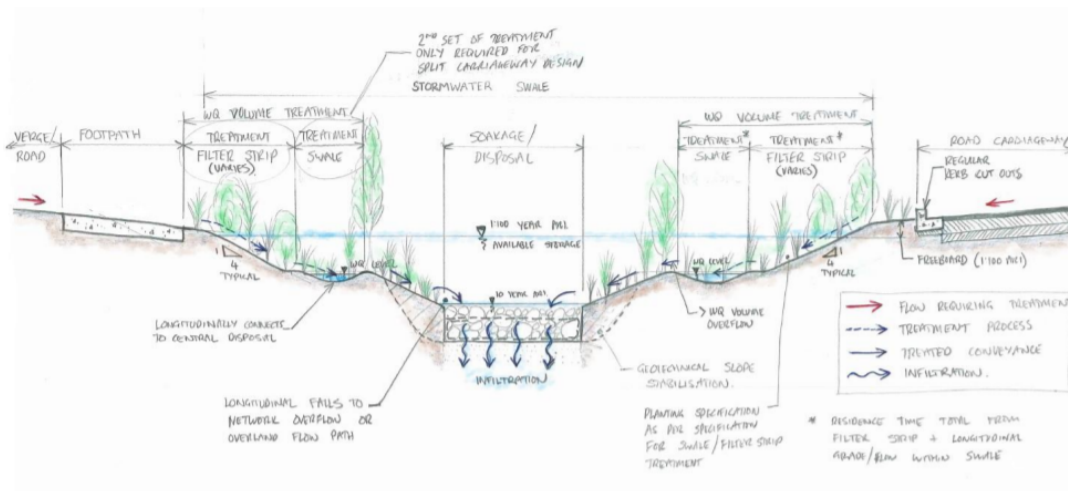 2ND SET OF TREATMENT
ONLY REQUIRED FOR
SPLIT CARRIAGEWAY DESIGN
STORMWATER SWALE
WQ VOLUME TREATMENT
WQ VOLUME TREATMENT
VERGE/
ROAD
FOOTPATH
TREATMENT
FILTER STRIP
(VARIES)
TREATMENT
SWALE
SOAKAGE/
DISPOSAL
TREATMENT*
SWALE
TREATMENT*
FILTER STRIP
(VARIES)
ROAD CARRIAGEWAY
REGULAR
KERB CUT OUTS
1:100 YEAR ARI
AVAILABLE STORAGE
1
4
TYPICAL
WQ LEVEL
10 YEAR ARI
WQ LEVEL
1
4
TYPICAL
FREEBOARD (1:100 ARI)
LONGITUDINALLY CONNECTS
TO CENTRAL DISPOSAL
WQ VOLUME
OVERFLOW
INFILTRATION
GEOTECHNICAL SLOPE
STABILISATION.
LONGITUDINAL FALLS TO
NETWORK OVERFLOW OR
OVERLAND FLOW PATH
PLANTING SPECIFICATION
AS PER SPECIFICATION
FOR SWALE/FILTER STRIP
TREATMENT
FLOW REQUIRING TREATMENT
TREATMENT PROCESS
TREATED CONVEYANCE
INFILTRATION.
* RESIDENCE TIME TOTAL FROM
FILTER STRIP + LONGITUDINAL
GRADE/FLOW WITHIN SWALE